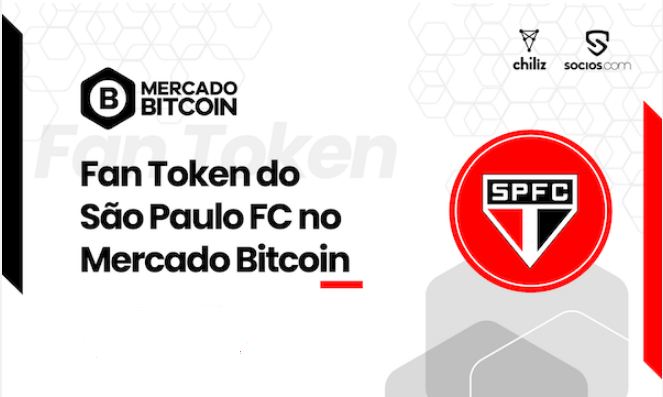 chiliz
socios.com
B
MERCADO
BITCOIN
Fan Token
Fan Token do
São Paulo FC no
Mercado Bitcoin
SPFC